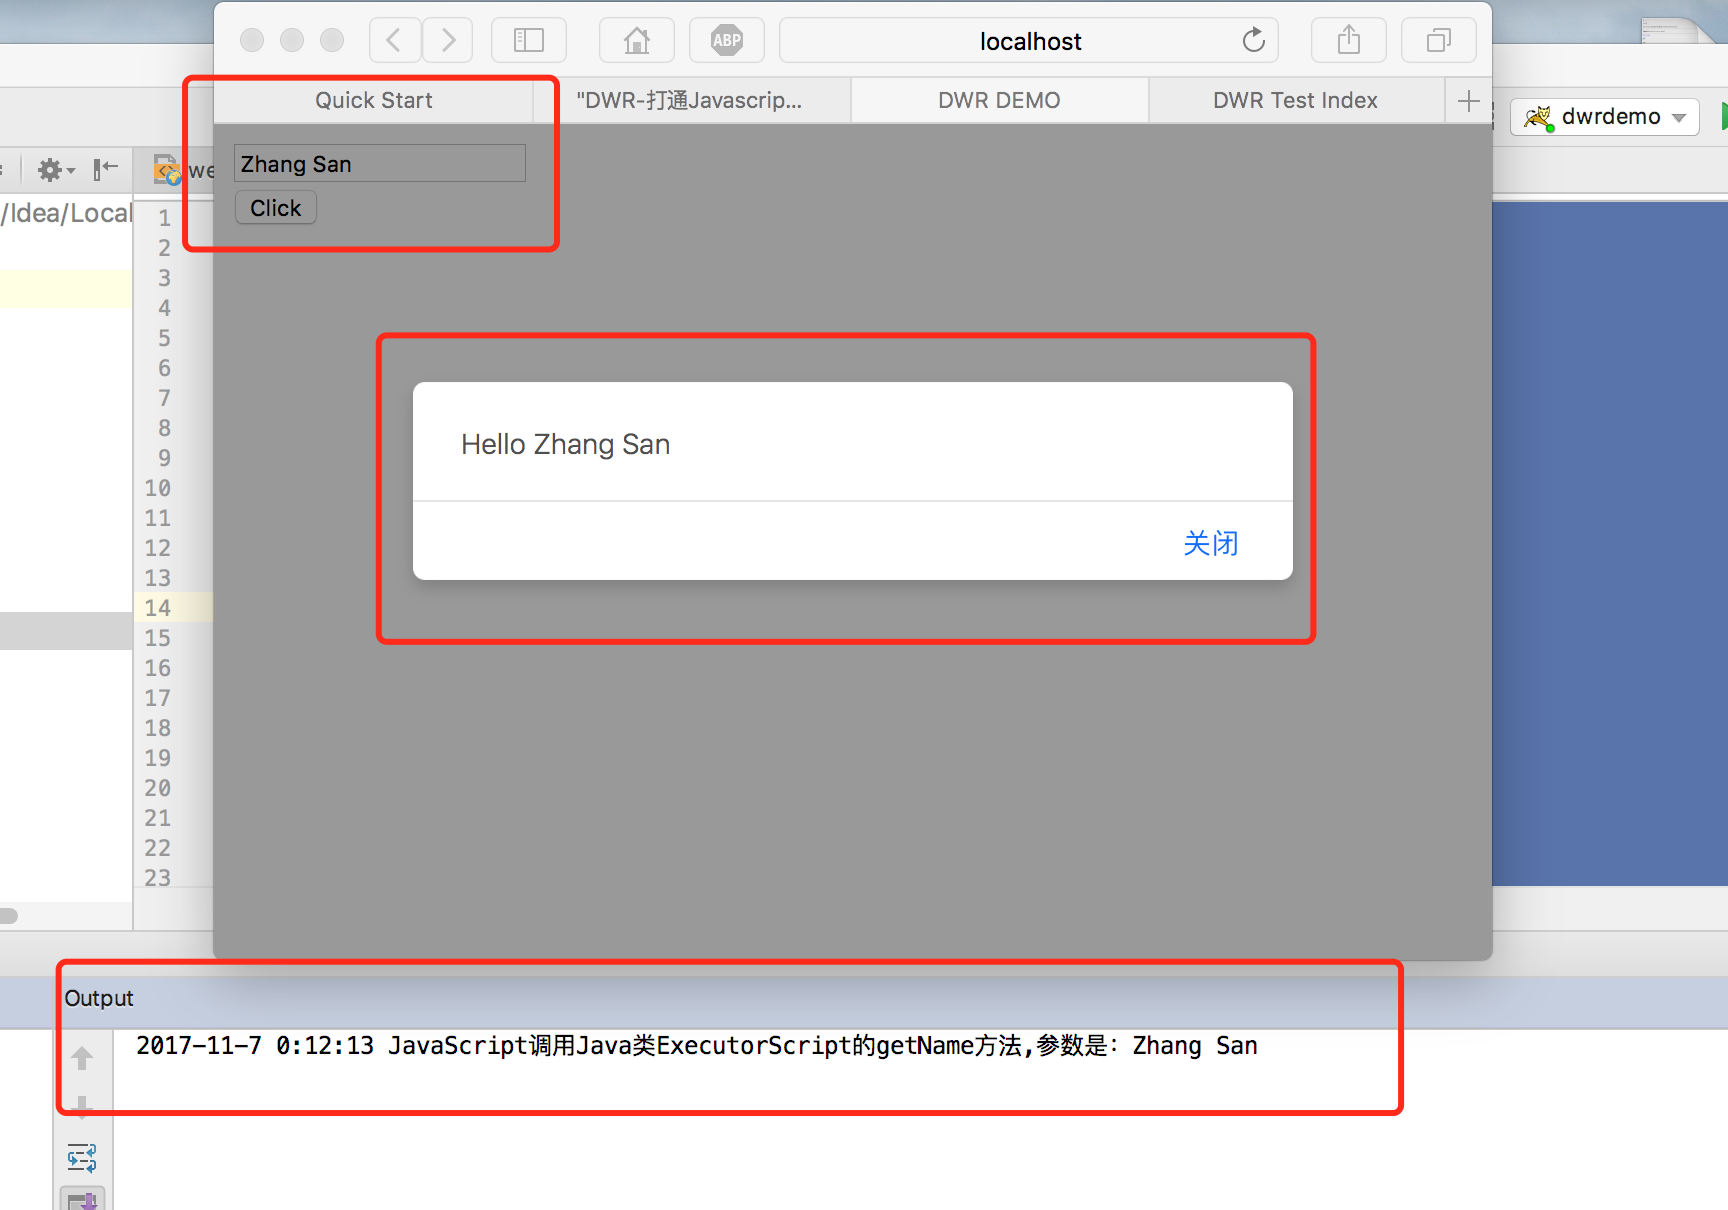 ABP
localhost
Quick Start
"DWR-打通Javascrip...
DWR DEMO
DWR Test Index
dwrdemo
we
Zhang San
Click
/Idea/Local
1
2
3
4
5
6
7
8
9
10
11
12
13
14
15
16
17
18
19
20
21
22
23
Hello Zhang San
关闭
Output
2017-11-7 0:12:13 JavaScript调用Java类ExecutorScript的getName方法,参数是：Zhang San